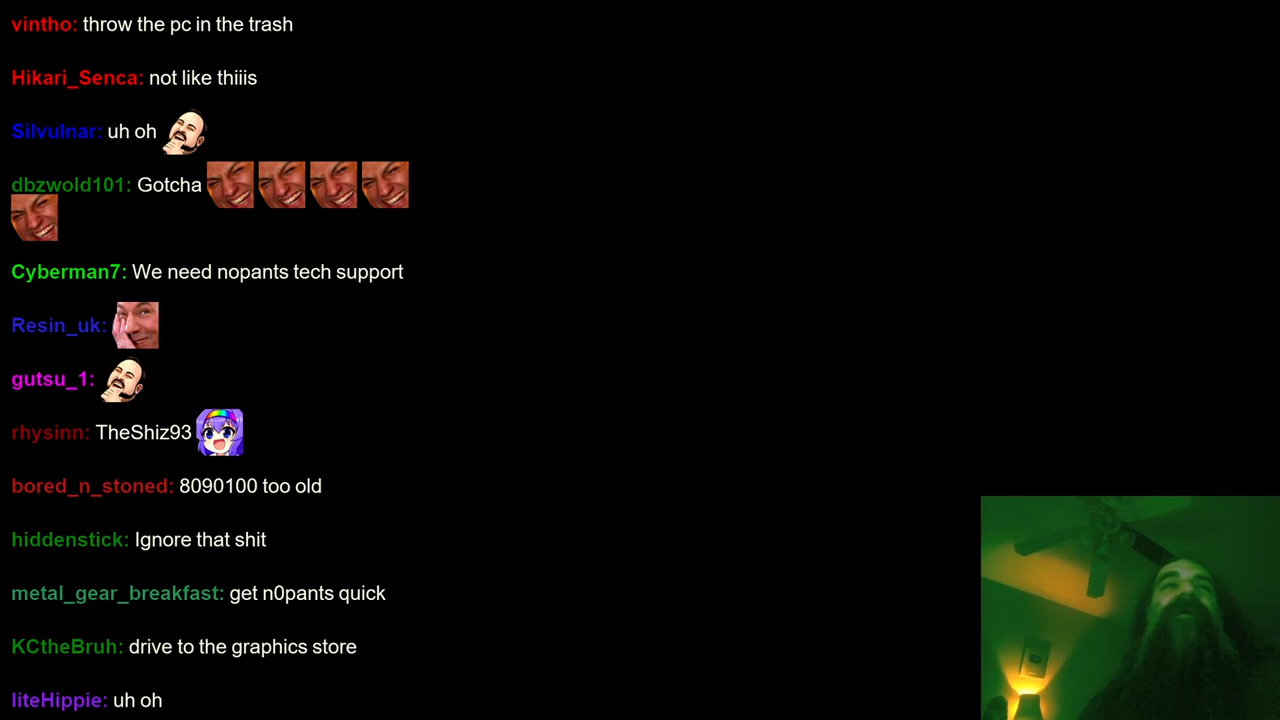 vintho: throw the pc in the trash
Hikari_Senca: not like thiiis
Silvulnar: uh oh
dbzwold101: Gotcha
Cyberman7: We need nopants tech support
Resin_uk:
gutsu_1:
rhysinn: TheShiz93
bored_n_stoned: 8090100 too old
hiddenstick: Ignore that shit
metal_gear_breakfast: get n0pants quick
KCtheBruh: drive to the graphics store
liteHippie: uh oh